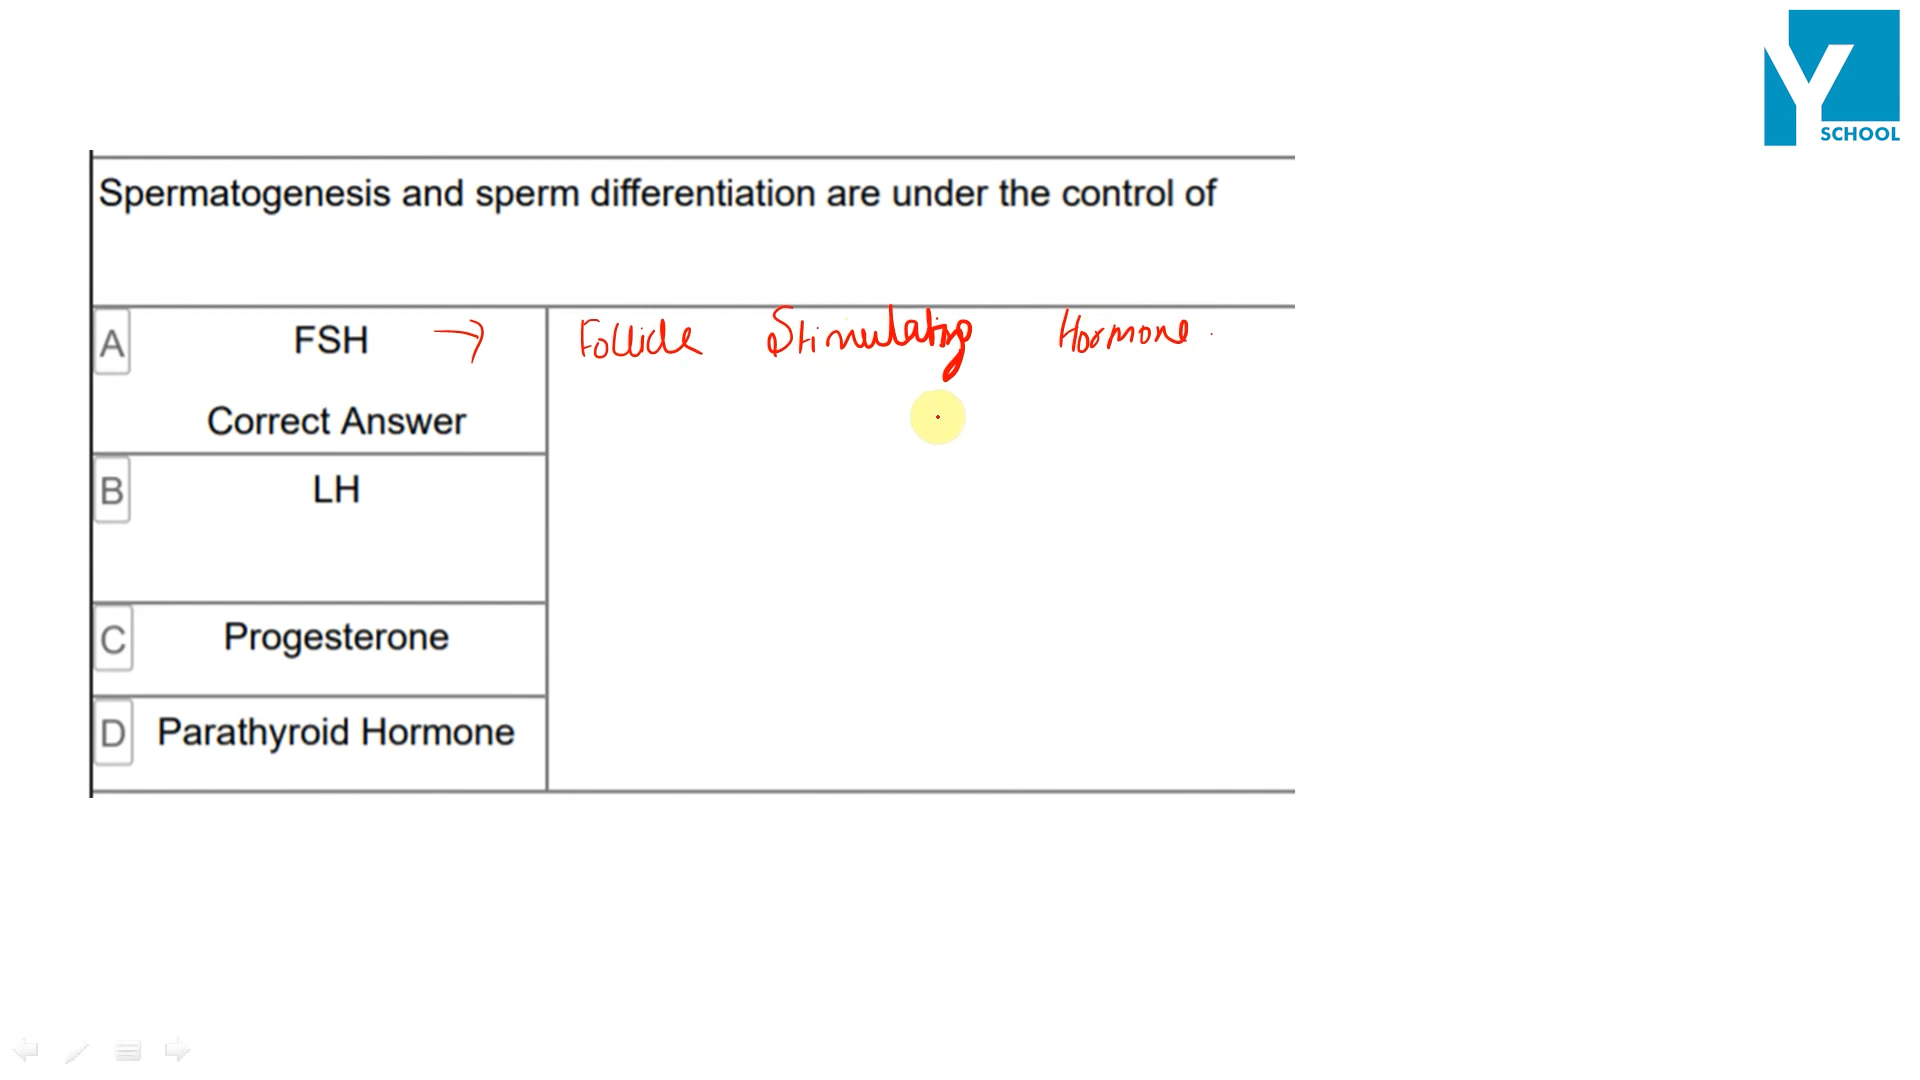 Y
SCHOOL
Spermatogenesis and sperm differentiation are under the control of
A FSH → Follicle Stimulating Hormone.
Correct Answer
B LH
C Progesterone
D Parathyroid Hormone